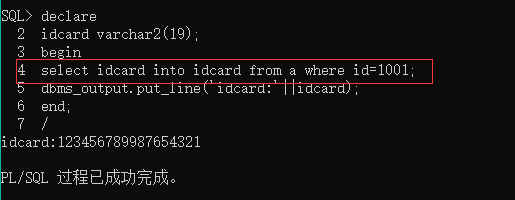 SQL> declare
2 idcard varchar2(19);
3 begin
4 select idcard into idcard from a where id=1001;
5 dbms_output.put_line('idcard:'||idcard);
6 end;
7 /
idcard:123456789987654321
PL/SQL 过程已成功完成。